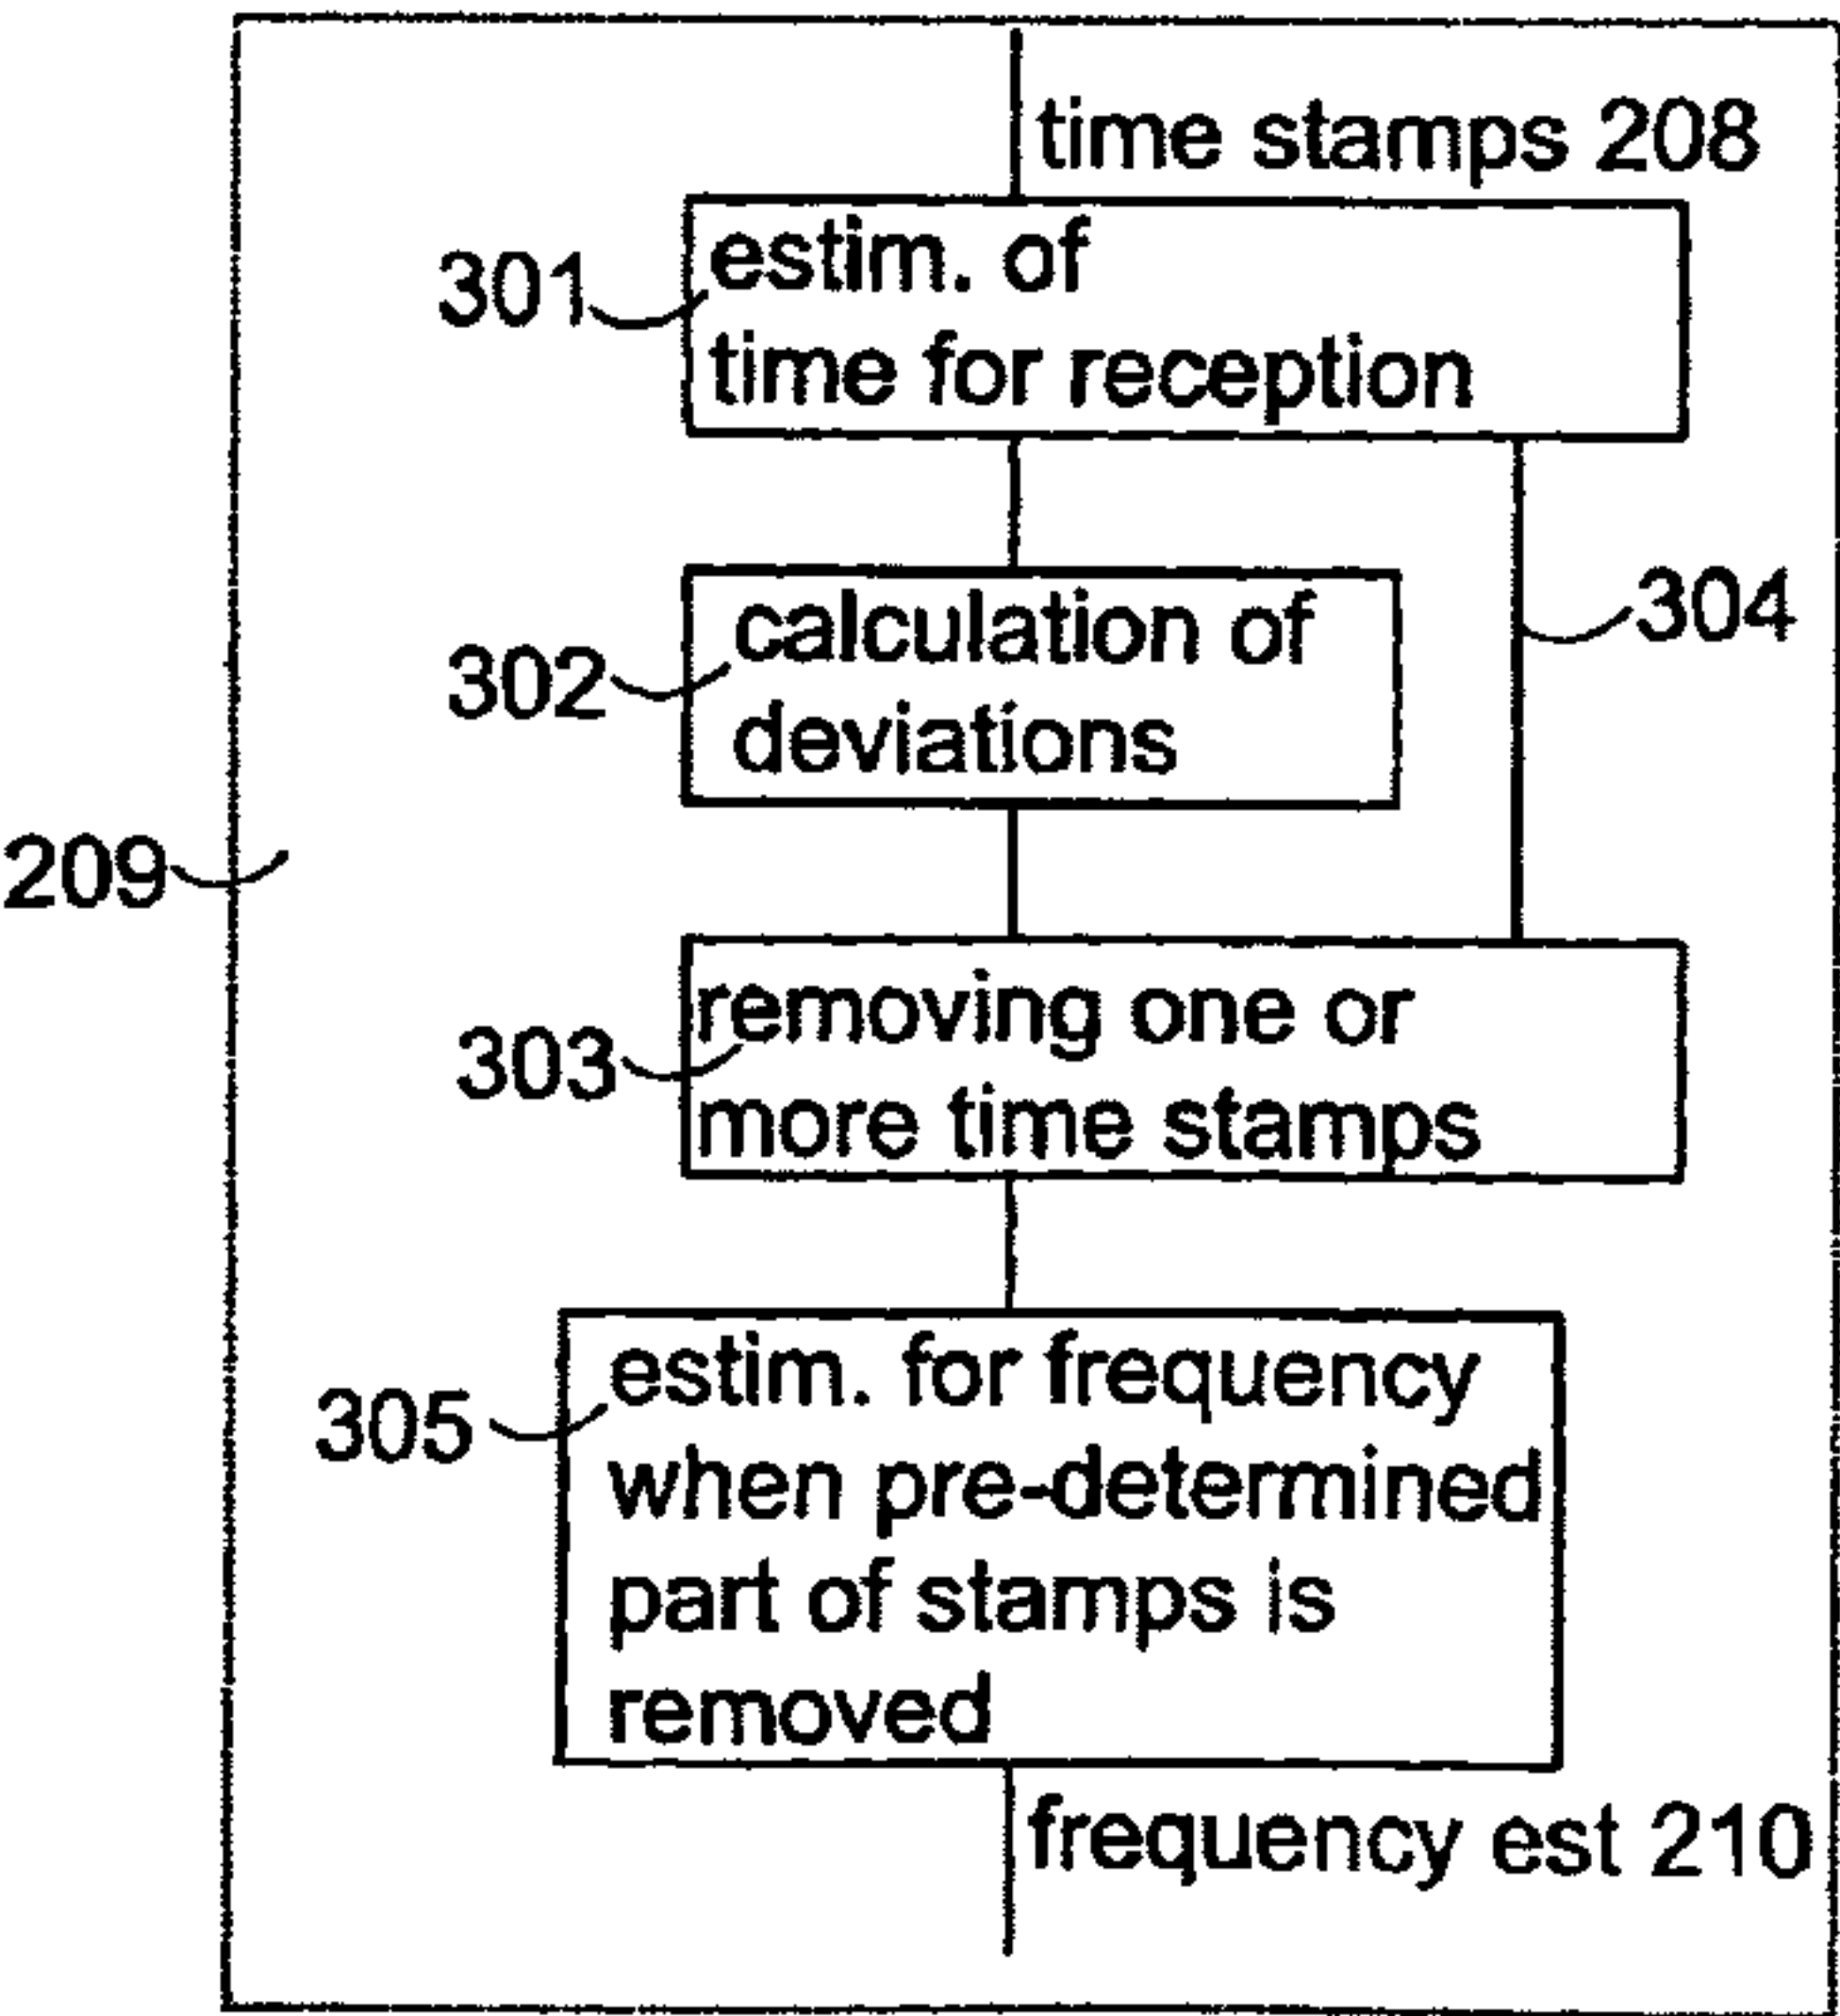 time stamps 208
301
estim. of
time for reception
302
calculation of
deviations
304
209
303
removing one or
more time stamps
305
estim. for frequency
when pre-determined
part of stamps is
removed
frequency est 210